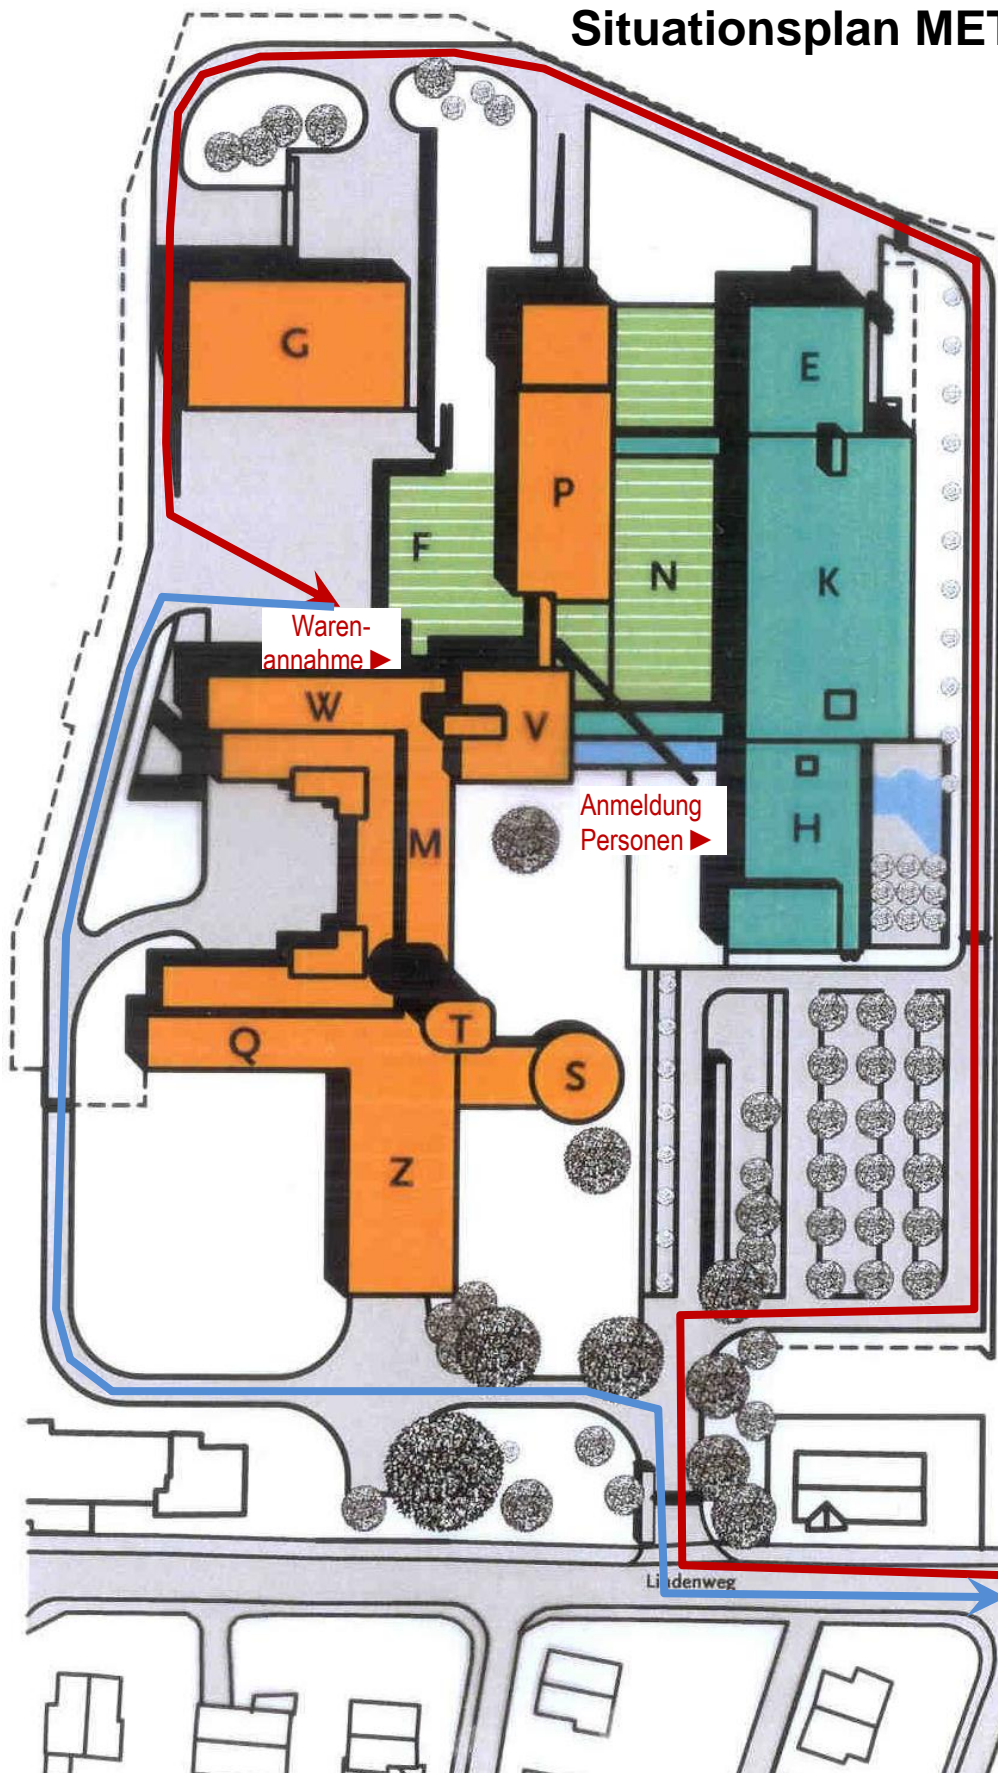 Situationsplan MET
G
E
P
F
N
K
Waren-
annahme ►
W
V
Anmeldung
Personen ►
H
M
T
Q
S
Z
Lindenweg